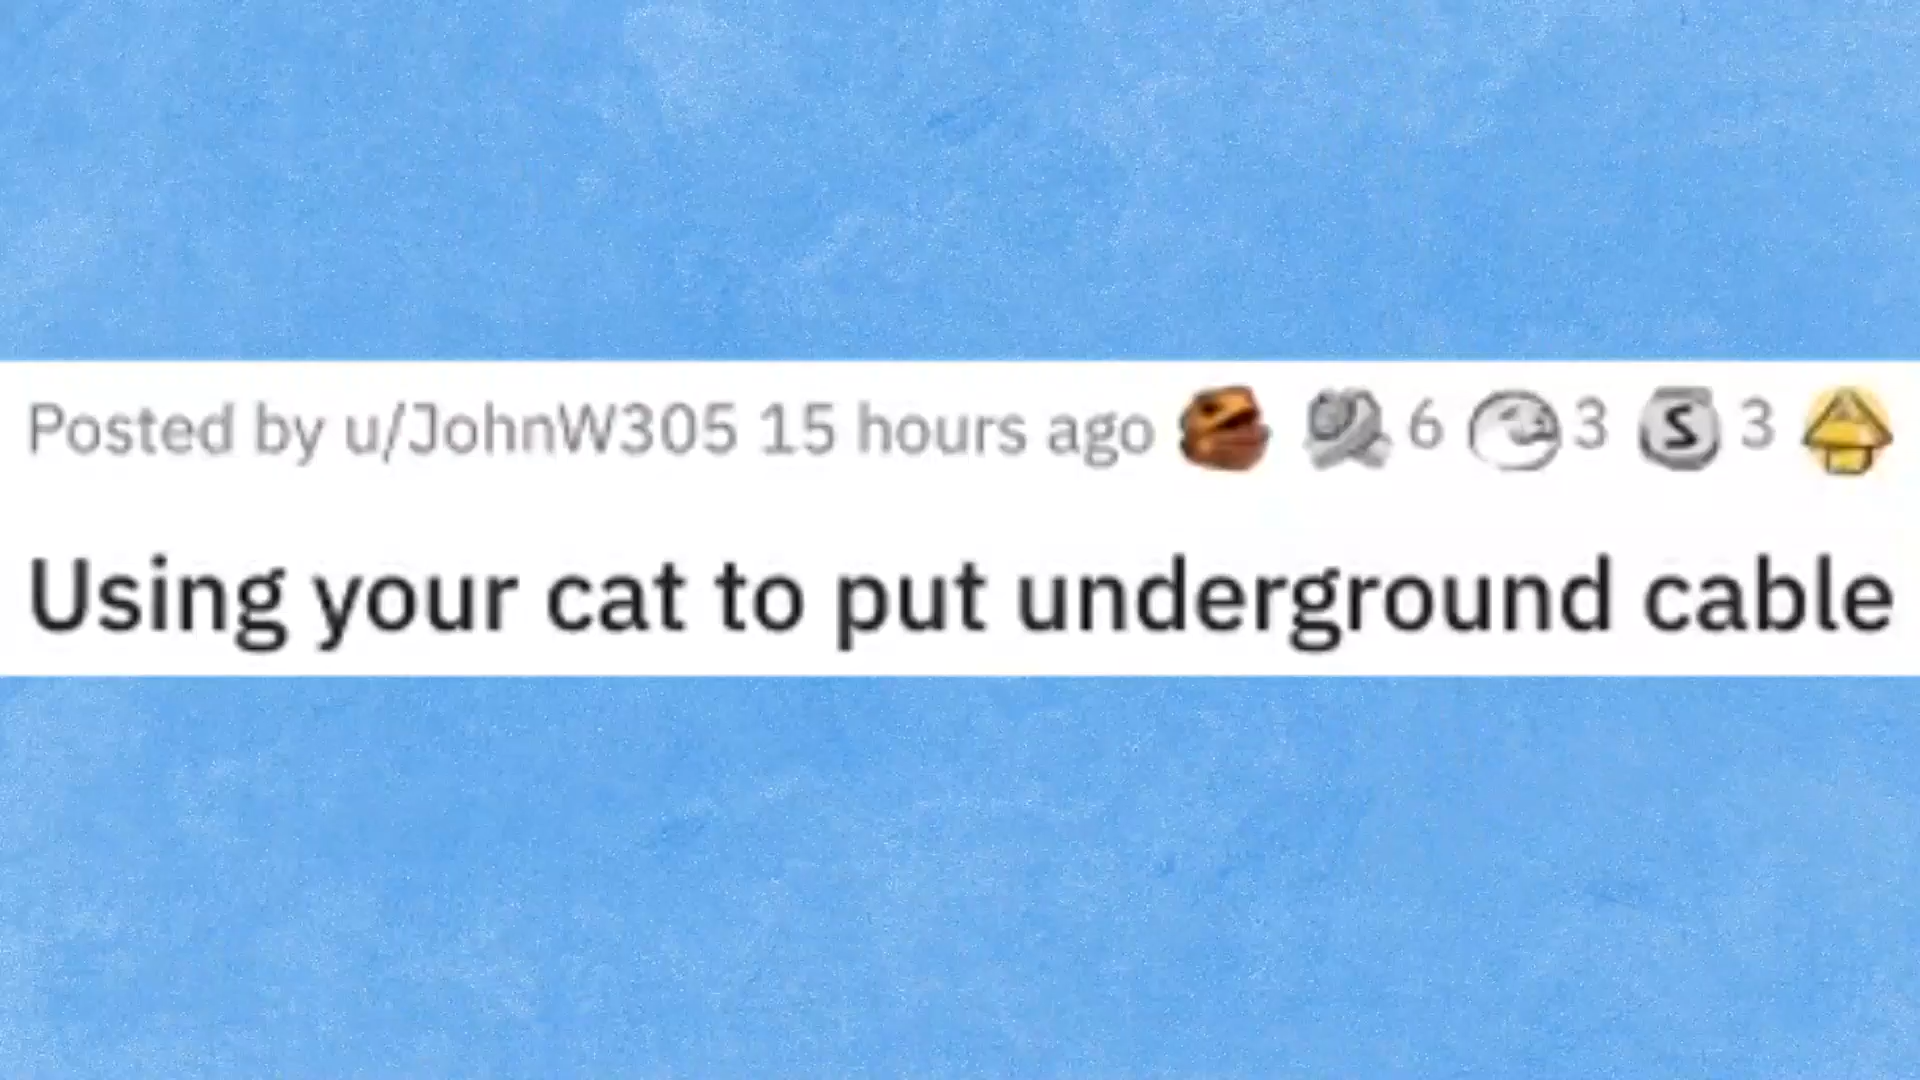 Posted by u/JohnW305 15 hours ago 6 3 S 3
Using your cat to put underground cable